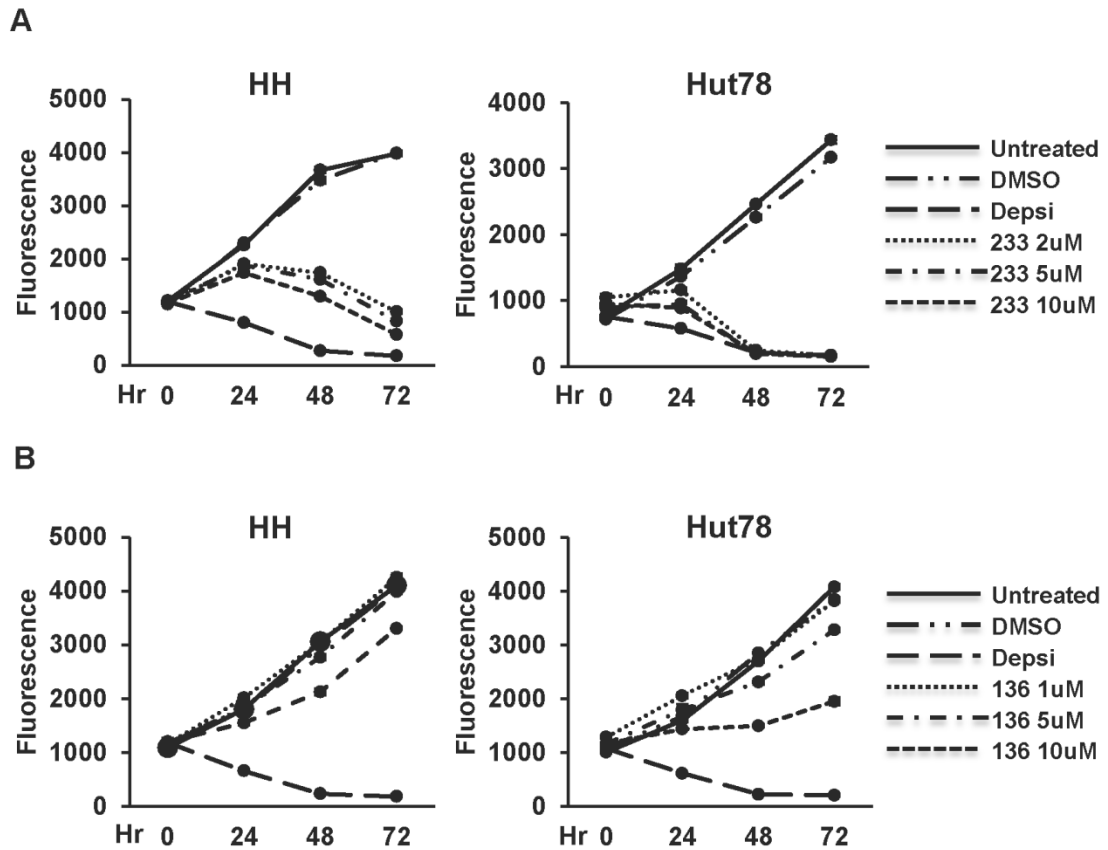 A
HH
Hut78
Fluorescence
5000
4000
3000
2000
1000
0
Hr 0 24 48 72
Fluorescence
4000
3000
2000
1000
0
Hr 0 24 48 72
Untreated
DMSO
Depsi
233 2uM
233 5uM
233 10uM
B
HH
Hut78
Fluorescence
5000
4000
3000
2000
1000
0
Hr 0 24 48 72
Fluorescence
5000
4000
3000
2000
1000
0
Hr 0 24 48 72
Untreated
DMSO
Depsi
136 1uM
136 5uM
136 10uM